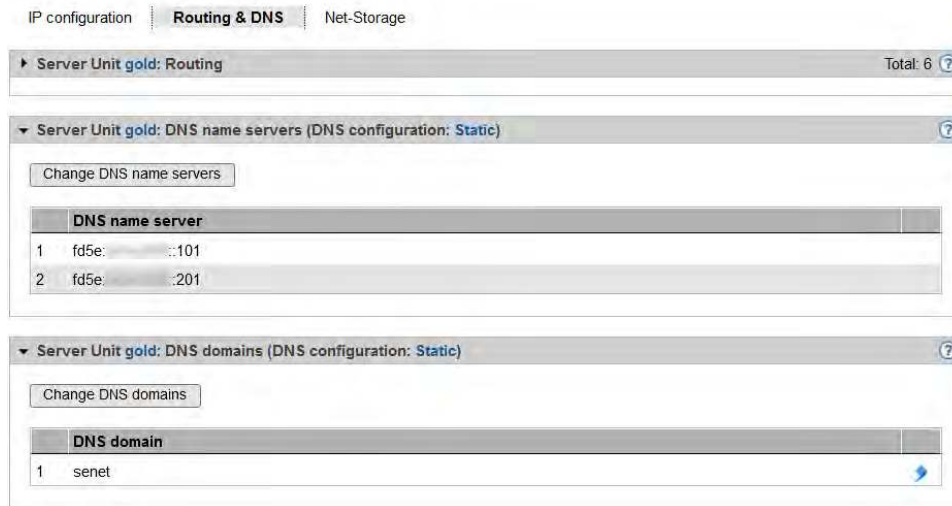 IP configuration Routing & DNS Net-Storage
Server Unit gold: Routing Total: 6 ?
Server Unit gold: DNS name servers (DNS configuration: Static) ?
Change DNS name servers
DNS name server
1 fd5e: ::101
2 fd5e: ::201
Server Unit gold: DNS domains (DNS configuration: Static) ?
Change DNS domains
DNS domain
1 senet